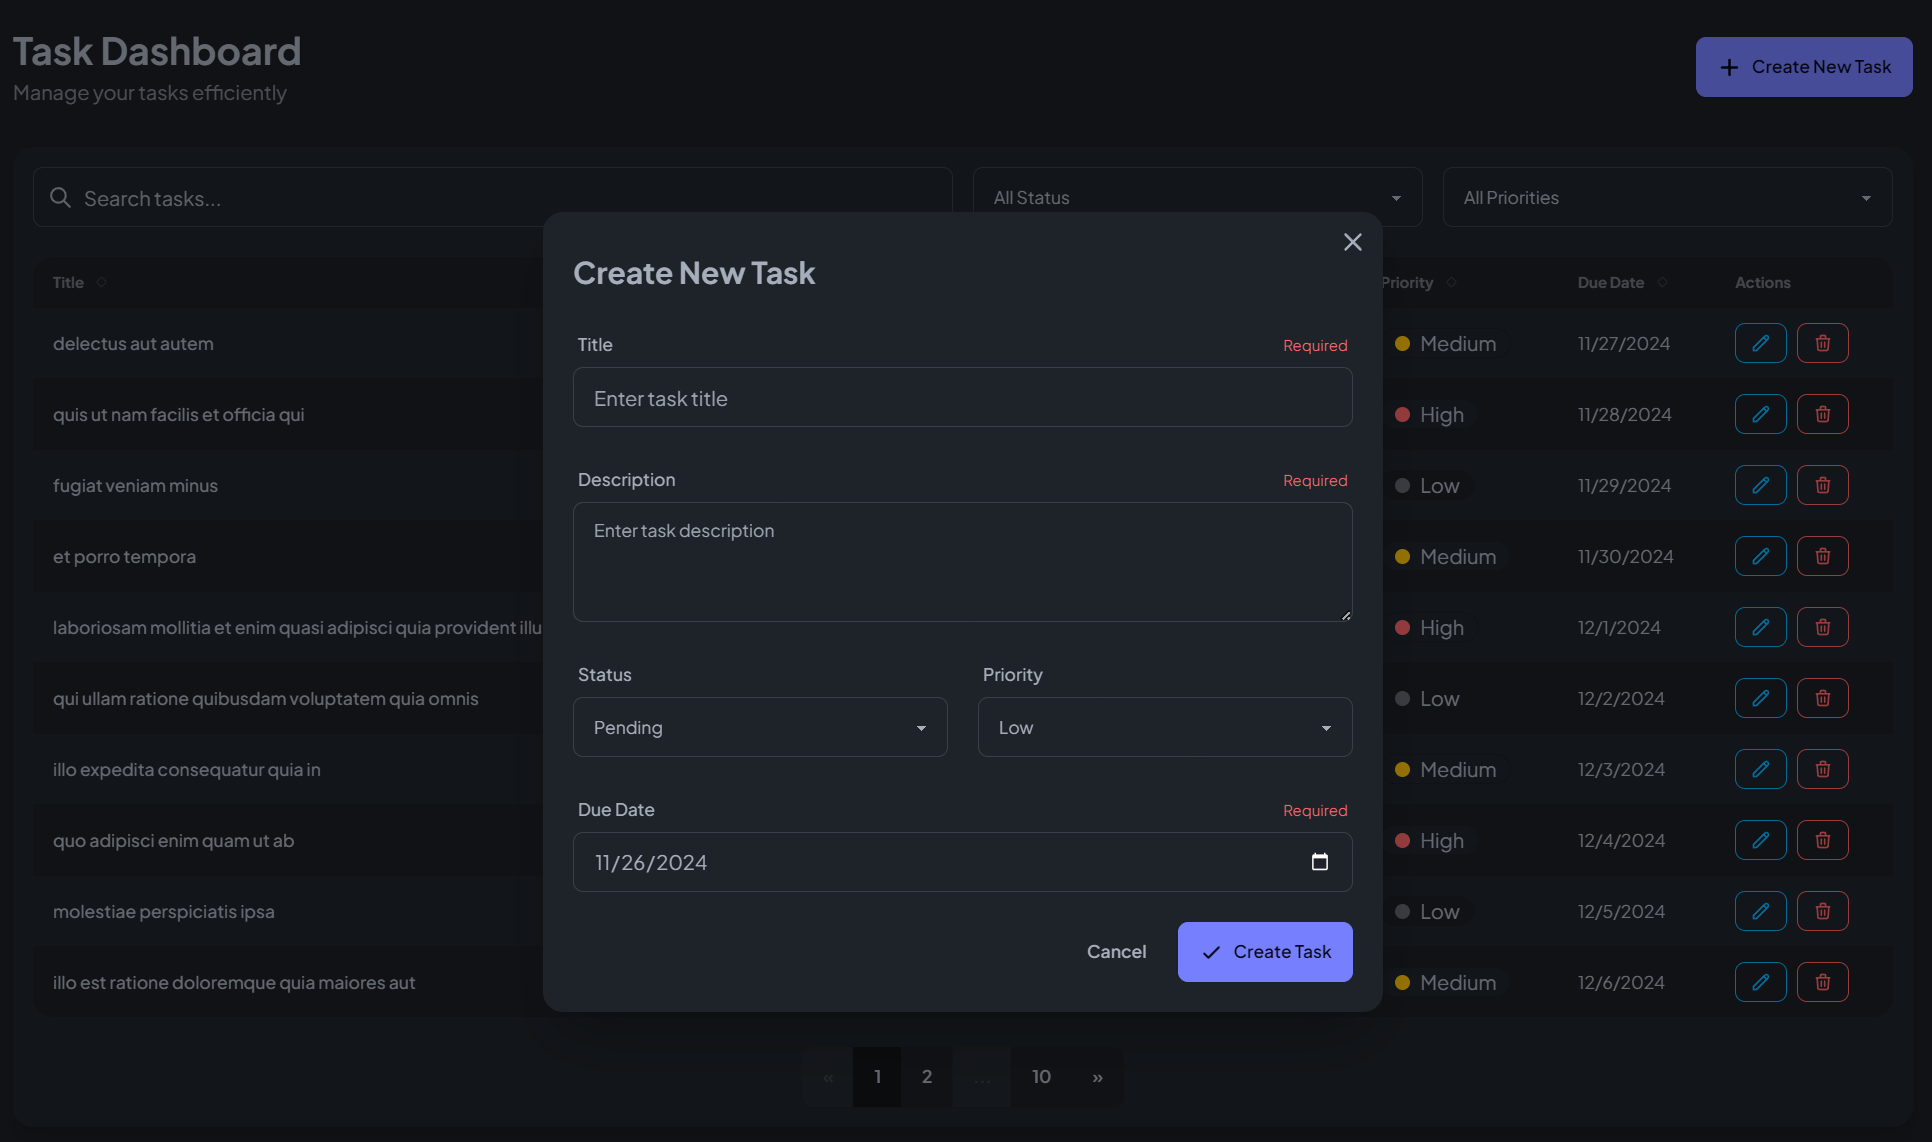 Task Dashboard
Manage your tasks efficiently
Create New Task
Search tasks...
All Status
All Priorities
Title
Priority
Due Date
Actions
delectus aut autem
Medium
11/27/2024
quis ut nam facilis et officia qui
High
11/28/2024
fugiat veniam minus
Low
11/29/2024
et porro tempora
Medium
11/30/2024
laboriosam mollitia et enim quasi adipisci quia provident illu
High
12/1/2024
qui ullam ratione quibusdam voluptatem quia omnis
Low
12/2/2024
illo expedita consequatur quia in
Medium
12/3/2024
quo adipisci enim quam ut ab
High
12/4/2024
molestiae perspiciatis ipsa
Low
12/5/2024
illo est ratione doloremque quia maiores aut
Medium
12/6/2024
« 1 2 ... 10 »
Create New Task
Title
Required
Enter task title
Description
Required
Enter task description
Status
Priority
Pending
Low
Due Date
Required
11/26/2024
Cancel
Create Task